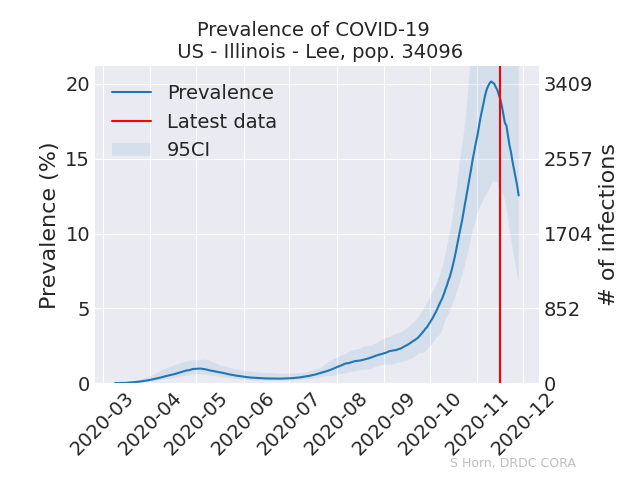 Prevalence of COVID-19
US - Illinois - Lee, pop. 34096
Prevalence
Latest data
95CI
Prevalence (%)
20
15
10
5
0
3409
2557
1704
852
0
# of infections
2020-03
2020-04
2020-05
2020-06
2020-07
2020-08
2020-09
2020-10
2020-11
2020-12
S Horn, DRDC CORA